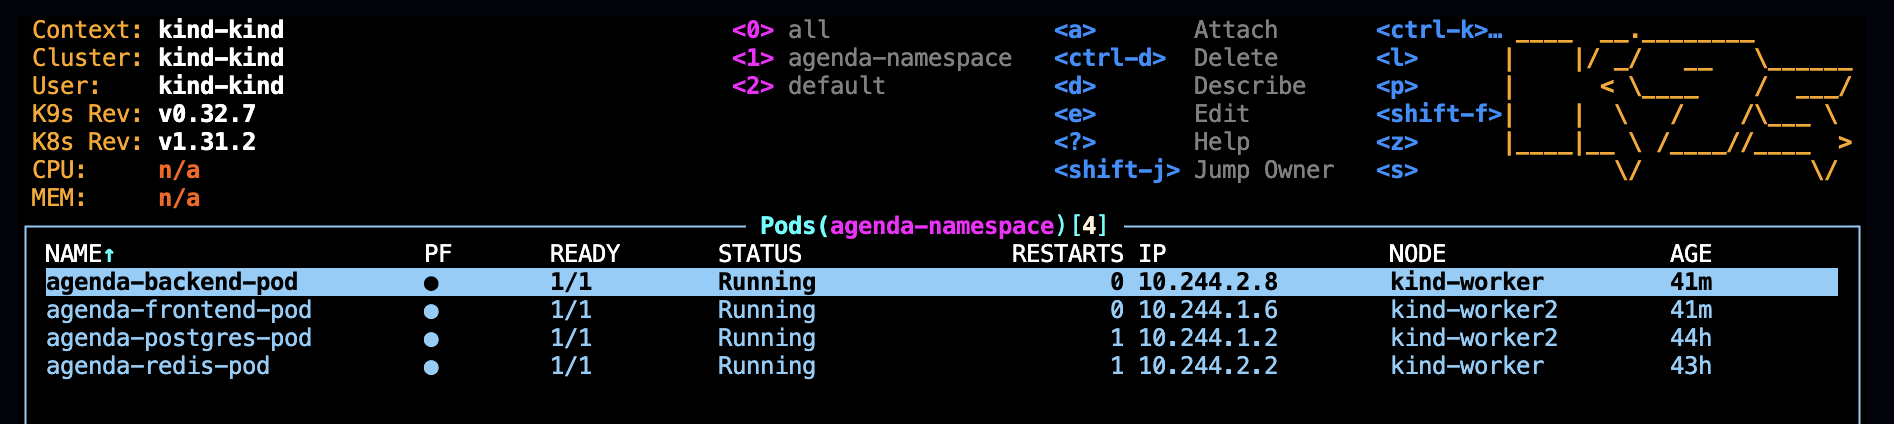 Context: kind-kind <0> all <a> Attach <ctrl-k>…
Cluster: kind-kind <1> agenda-namespace <ctrl-d> Delete <l>
User: kind-kind <2> default <d> Describe <p>
K9s Rev: v0.32.7 <e> Edit <shift-f>
K8s Rev: v1.31.2 <?> Help <z>
CPU: n/a <shift-j> Jump Owner <s>
MEM: n/a
Pods(agenda-namespace)[4]
NAME↑ PF READY STATUS RESTARTS IP NODE AGE
agenda-backend-pod ● 1/1 Running 0 10.244.2.8 kind-worker 41m
agenda-frontend-pod ● 1/1 Running 0 10.244.1.6 kind-worker2 41m
agenda-postgres-pod ● 1/1 Running 1 10.244.1.2 kind-worker2 44h
agenda-redis-pod ● 1/1 Running 1 10.244.2.2 kind-worker 43h